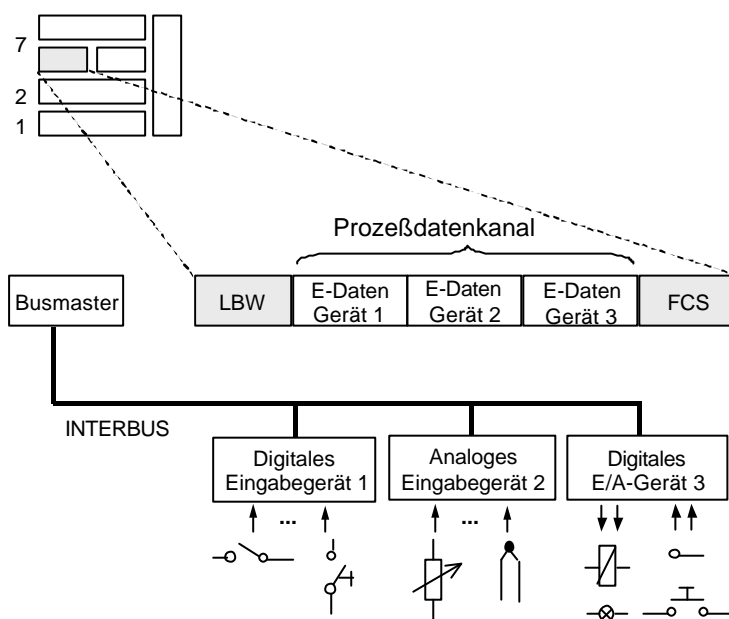 7
2
1
Prozeßdatenkanal
Busmaster
LBW
E-Daten
Gerät 1
E-Daten
Gerät 2
E-Daten
Gerät 3
FCS
INTERBUS
Digitales
Eingabegerät 1
Analoges
Eingabegerät 2
Digitales
E/A-Gerät 3
...
...